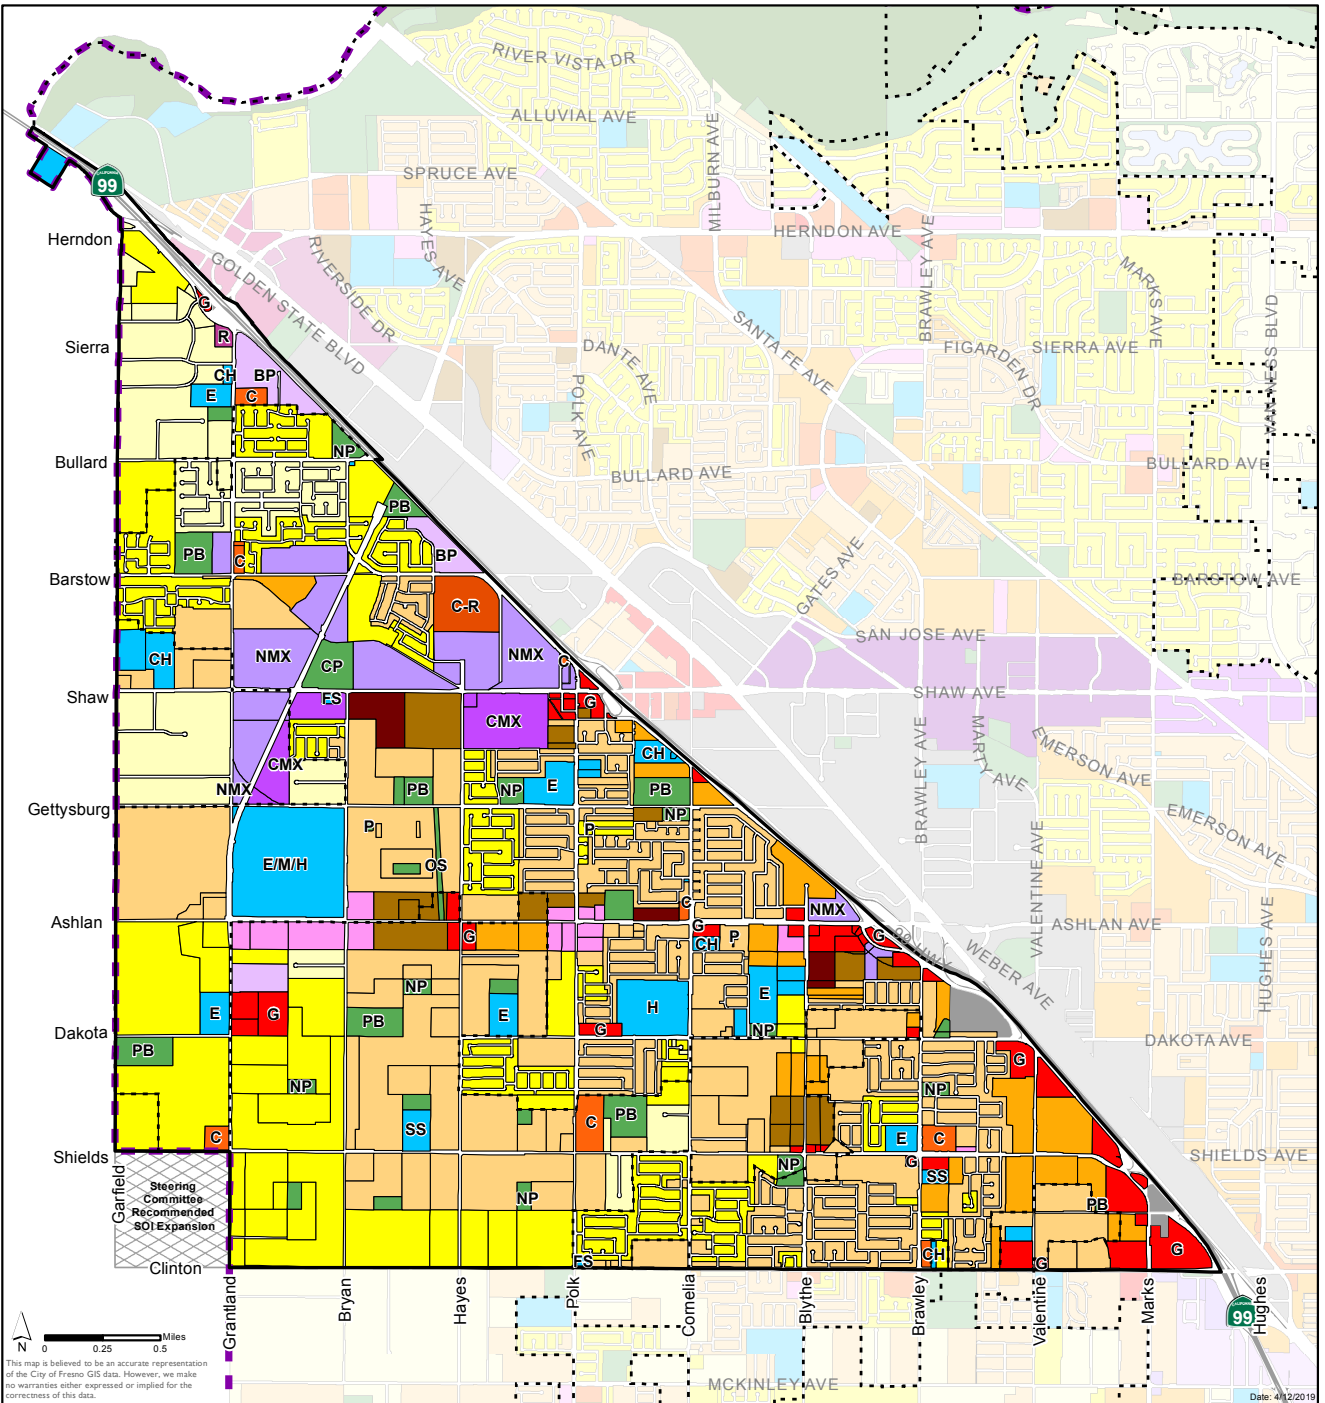 RIVER VISTA DR
ALLUVIAL AVE
MILBURN AVE
SPRUCE AVE
CALIFORNIA
99
HAYES AVE
BRAWLEY AVE
HERNDON AVE
Herndon
RIVERSIDE DR
GOLDEN STATE BLVD
MARKS AVE
VAN NESS BLVD
G
SANTA FE AVE
R
Sierra
DANTE AVE
FIGARDEN DR
SIERRA AVE
CH
BP
POLK AVE
E
C
NP
Bullard
BULLARD AVE
BULLARD AVE
PB
GATES AVE
PB
C
BP
Barstow
BARSTOW AVE
C-R
SAN JOSE AVE
CH
NMX
CP
NMX
C
Shaw
SHAW AVE
FS
G
CMX
BRAWLEY AVE
MARTY AVE
EMERSON AVE
CH
CMX
NMX
PB
NP
E
PB
Gettysburg
NP
EMERSON AVE
P
P
VALENTINE AVE
E/M/H
OS
C
NMX
HUGHES AVE
Ashlan
G
ASHLAN AVE
G
CH
P
G
99 HWY
WEBER AVE
NP
E
E
G
E
H
PB
G
NP
Dakota
DAKOTA AVE
PB
G
NP
NP
PB
C
SS
C
E
C
Shields
SHIELDS AVE
G
NP
SS
Garfield
Steering
Committee
Recommended
SOI Expansion
NP
PB
G
CH
FS
G
Clinton
Grantland
Bryan
Hayes
Polk
Cornelia
Blythe
Brawley
Valentine
Marks
Hughes
CALIFORNIA
99
N
0
0.25
0.5
Miles
This map is believed to be an accurate representation
of the City of Fresno GIS data. However, we make
no warranties either expressed or implied for the
correctness of this data.
MCKINLEY AVE
Date: 4/12/2019